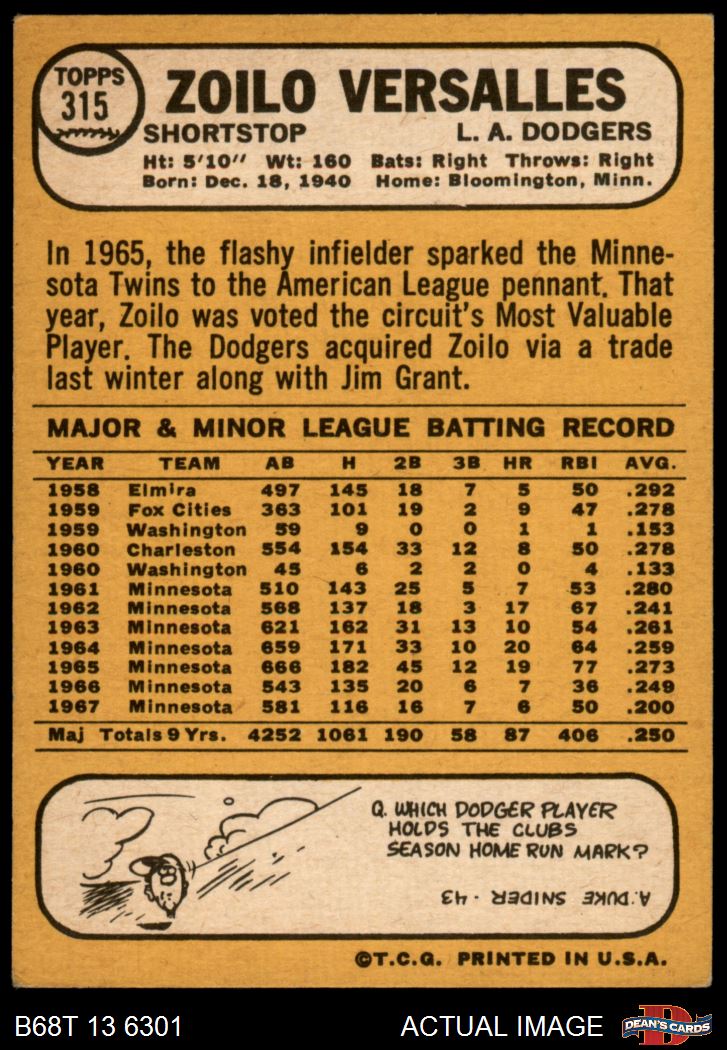 TOPPS
315
ZOILO VERSALLES
SHORTSTOP L. A. DODGERS
Ht: 5'10" Wt: 160 Bats: Right Throws: Right
Born: Dec. 18, 1940 Home: Bloomington, Minn.
In 1965, the flashy infielder sparked the Minne-
sota Twins to the American League pennant. That
year, Zoilo was voted the circuit's Most Valuable
Player. The Dodgers acquired Zoilo via a trade
last winter along with Jim Grant.
MAJOR & MINOR LEAGUE BATTING RECORD
YEAR TEAM AB H 2B 3B HR RBI AVG.
1958 Elmira 497 145 18 7 5 50 .292
1959 Fox Cities 363 101 19 2 9 47 .278
1959 Washington 59 9 0 0 1 1 .153
1960 Charleston 554 154 33 12 8 50 .278
1960 Washington 45 6 2 2 0 4 .133
1961 Minnesota 510 143 25 5 7 53 .280
1962 Minnesota 568 137 18 3 17 67 .241
1963 Minnesota 621 162 31 13 10 54 .261
1964 Minnesota 659 171 33 10 20 64 .259
1965 Minnesota 666 182 45 12 19 77 .273
1966 Minnesota 543 135 20 6 7 36 .249
1967 Minnesota 581 116 16 7 6 50 .200
Maj Totals 9 Yrs. 4252 1061 190 58 87 406 .250
Q. WHICH DODGER PLAYER
HOLDS THE CLUBS
SEASON HOME RUN MARK?
A. DUKE SNIDER - 43
©T.C.G. PRINTED IN U.S.A.
B68T 13 6301 ACTUAL IMAGE
D
DEAN'S CARDS